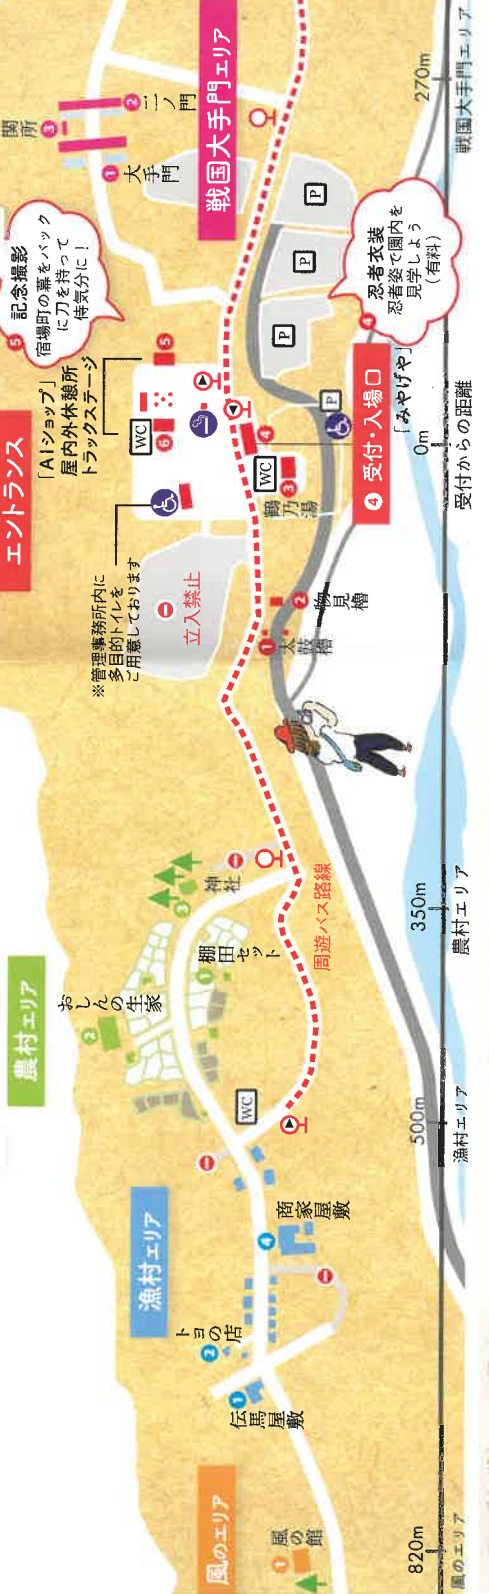 風のエリア
1
風の館
漁村エリア
1
伝馬屋敷
2
トヨの店
4
商家屋敷
農村エリア
2
おしんの生家
1
棚田セット
3
神社
WC
周遊バス路線
エントランス
※管理事務所内に
多目的トイレを
ご用意しております
立入禁止
「AIショップ」
屋内外休憩所
トラックステージ
WC
6
5
1
太鼓櫓
2
物見櫓
3
鶴乃湯
WC
4
4 受付・入場口
「みやげや」
P
P
P
P
5
記念撮影
宿場町の幕をバック
に刀を持って
侍気分に!
4
忍者衣装
忍者姿で園内を
見学しよう
(有料)
戦国大手門エリア
1
大手門
2
二ノ門
3
関所
820m
500m
350m
0m
270m
風のエリア
漁村エリア
農村エリア
受付からの距離
戦国大手門エリア